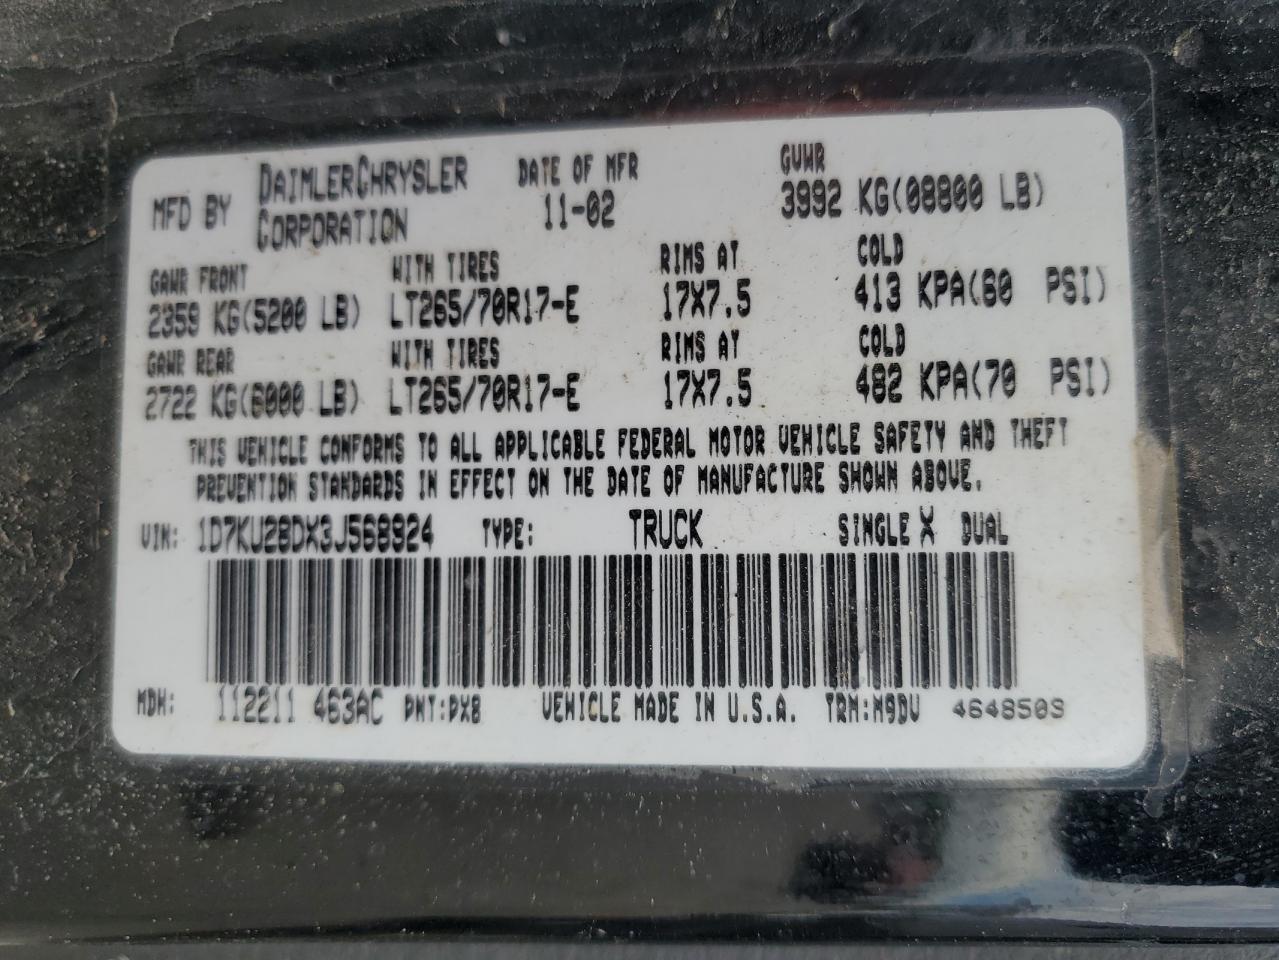 MFD BY DAIMLERCHRYSLER CORPORATION
DATE OF MFR 11-02
GVWR 3992 KG(08800 LB)
GAWR FRONT WITH TIRES RIMS AT COLD
2359 KG(5200 LB) LT265/70R17-E 17X7.5 413 KPA(60 PSI)
GAWR REAR WITH TIRES RIMS AT COLD
2722 KG(6000 LB) LT265/70R17-E 17X7.5 482 KPA(70 PSI)
THIS VEHICLE CONFORMS TO ALL APPLICABLE FEDERAL MOTOR VEHICLE SAFETY AND THEFT
PREVENTION STANDARDS IN EFFECT ON THE DATE OF MANUFACTURE SHOWN ABOVE.
VIN: 1D7KU28DX3J568924 TYPE: TRUCK SINGLE X DUAL
MDH: 112211 463AC PNT:PX8 VEHICLE MADE IN U.S.A. TRM:M9DV 4648503